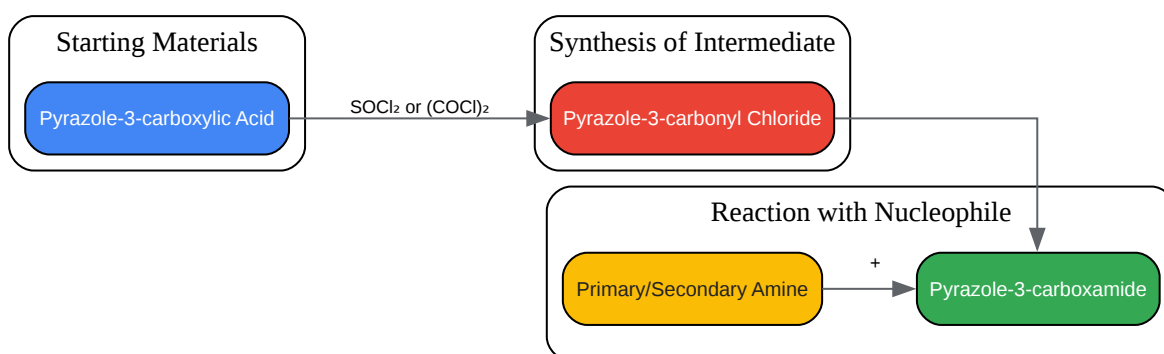 Starting Materials
Pyrazole-3-carboxylic Acid
SOCl₂ or (COCl)₂
Synthesis of Intermediate
Pyrazole-3-carbonyl Chloride
Reaction with Nucleophile
Primary/Secondary Amine
+
Pyrazole-3-carboxamide